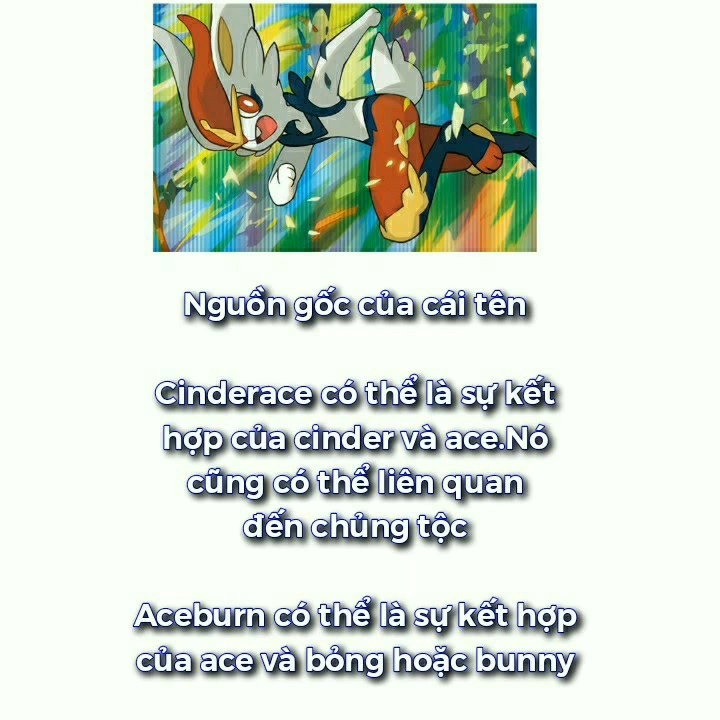 Nguồn gốc của cái tên
Cinderace có thể là sự kết
hợp của cinder và ace.Nó
cũng có thể liên quan
đến chủng tộc
Aceburn có thể là sự kết hợp
của ace và bỏng hoặc bunny